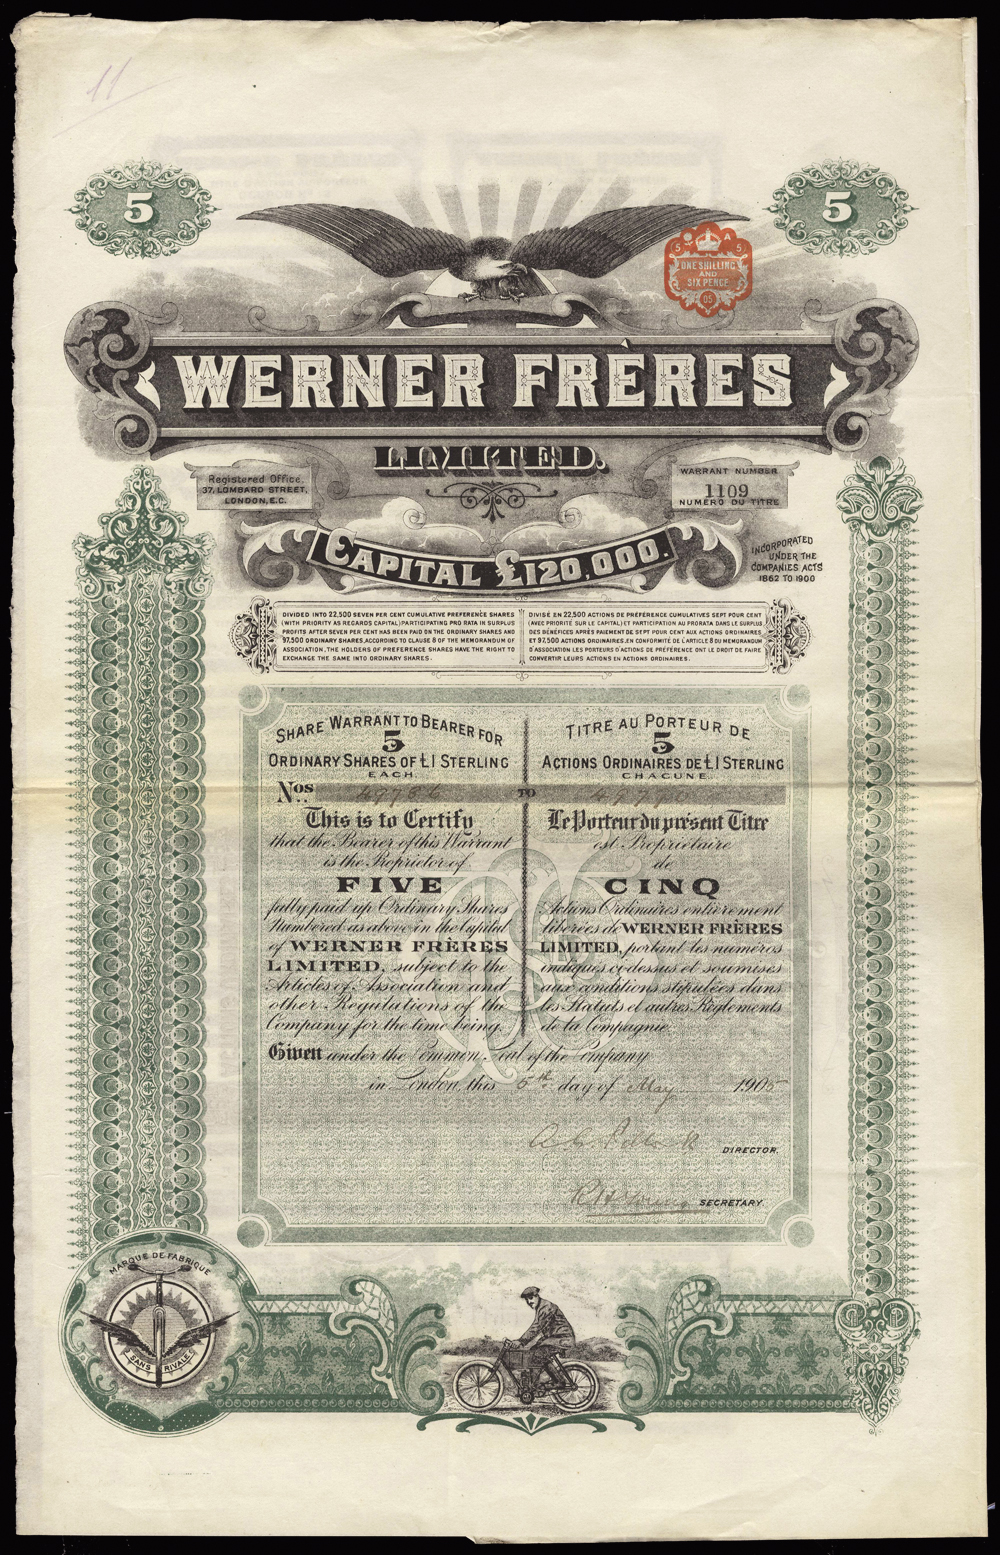 11
5
5
5 A 5
ONE SHILLING
AND
SIX PENCE
05
WERNER FRÈRES
LIMITED.
Registered Office,
37, LOMBARD STREET,
LONDON, E.C.
WARRANT NUMBER
1109
NUMÉRO DU TITRE
CAPITAL £120,000.
INCORPORATED
UNDER THE
COMPANIES ACTS
1862 TO 1900
DIVIDED INTO 22,500 SEVEN PER CENT CUMULATIVE PREFERENCE SHARES
(WITH PRIORITY AS REGARDS CAPITAL) PARTICIPATING PRO RATA IN SURPLUS
PROFITS AFTER SEVEN PER CENT HAS BEEN PAID ON THE ORDINARY SHARES AND
97,500 ORDINARY SHARES, ACCORDING TO CLAUSE 8 OF THE MEMORANDUM OF
ASSOCIATION, THE HOLDERS OF PREFERENCE SHARES HAVE THE RIGHT TO
EXCHANGE THE SAME INTO ORDINARY SHARES.
DIVISÉ EN 22,500 ACTIONS DE PRÉFÉRENCE CUMULATIVES SEPT POUR CENT
(AVEC PRIORITÉ SUR LE CAPITAL) ET PARTICIPATION AU PRORATA DANS LE SURPLUS
DES BÉNÉFICES APRÈS PAIEMENT DE SEPT POUR CENT AUX ACTIONS ORDINAIRES
ET 97,500 ACTIONS ORDINAIRES, EN CONFORMITÉ DE L'ARTICLE 8 DU MEMORANDUM
D'ASSOCIATION LES PORTEURS D'ACTIONS DE PRÉFÉRENCE ONT LE DROIT DE FAIRE
CONVERTIR LEURS ACTIONS EN ACTIONS ORDINAIRES.
SHARE WARRANT TO BEARER FOR
5
ORDINARY SHARES OF £1 STERLING
EACH.
Nos. 49786 TO 49790
This is to Certify
that the Bearer of this Warrant
is the Proprietor of
FIVE
fully paid up Ordinary Shares
Numbered as above in the Capital
of WERNER FRÈRES
LIMITED, subject to the
Articles of Association and
other Regulations of the
Company for the time being.
TITRE AU PORTEUR DE
5
ACTIONS ORDINAIRES DE £1 STERLING
CHACUNE.
Le Porteur du présent Titre
est Propriétaire
de
CINQ
Actions Ordinaires entièrement
libérées de WERNER FRÈRES
LIMITED, portant les numéros
indiqués ci-dessus et soumises
aux conditions stipulées dans
les Statuts et autres Règlements
de la Compagnie
Given under the Common Seal of the Company
in London, this 5th day of May 1905
DIRECTOR.
SECRETARY.
MARQUE DE FABRIQUE
SANS RIVALE